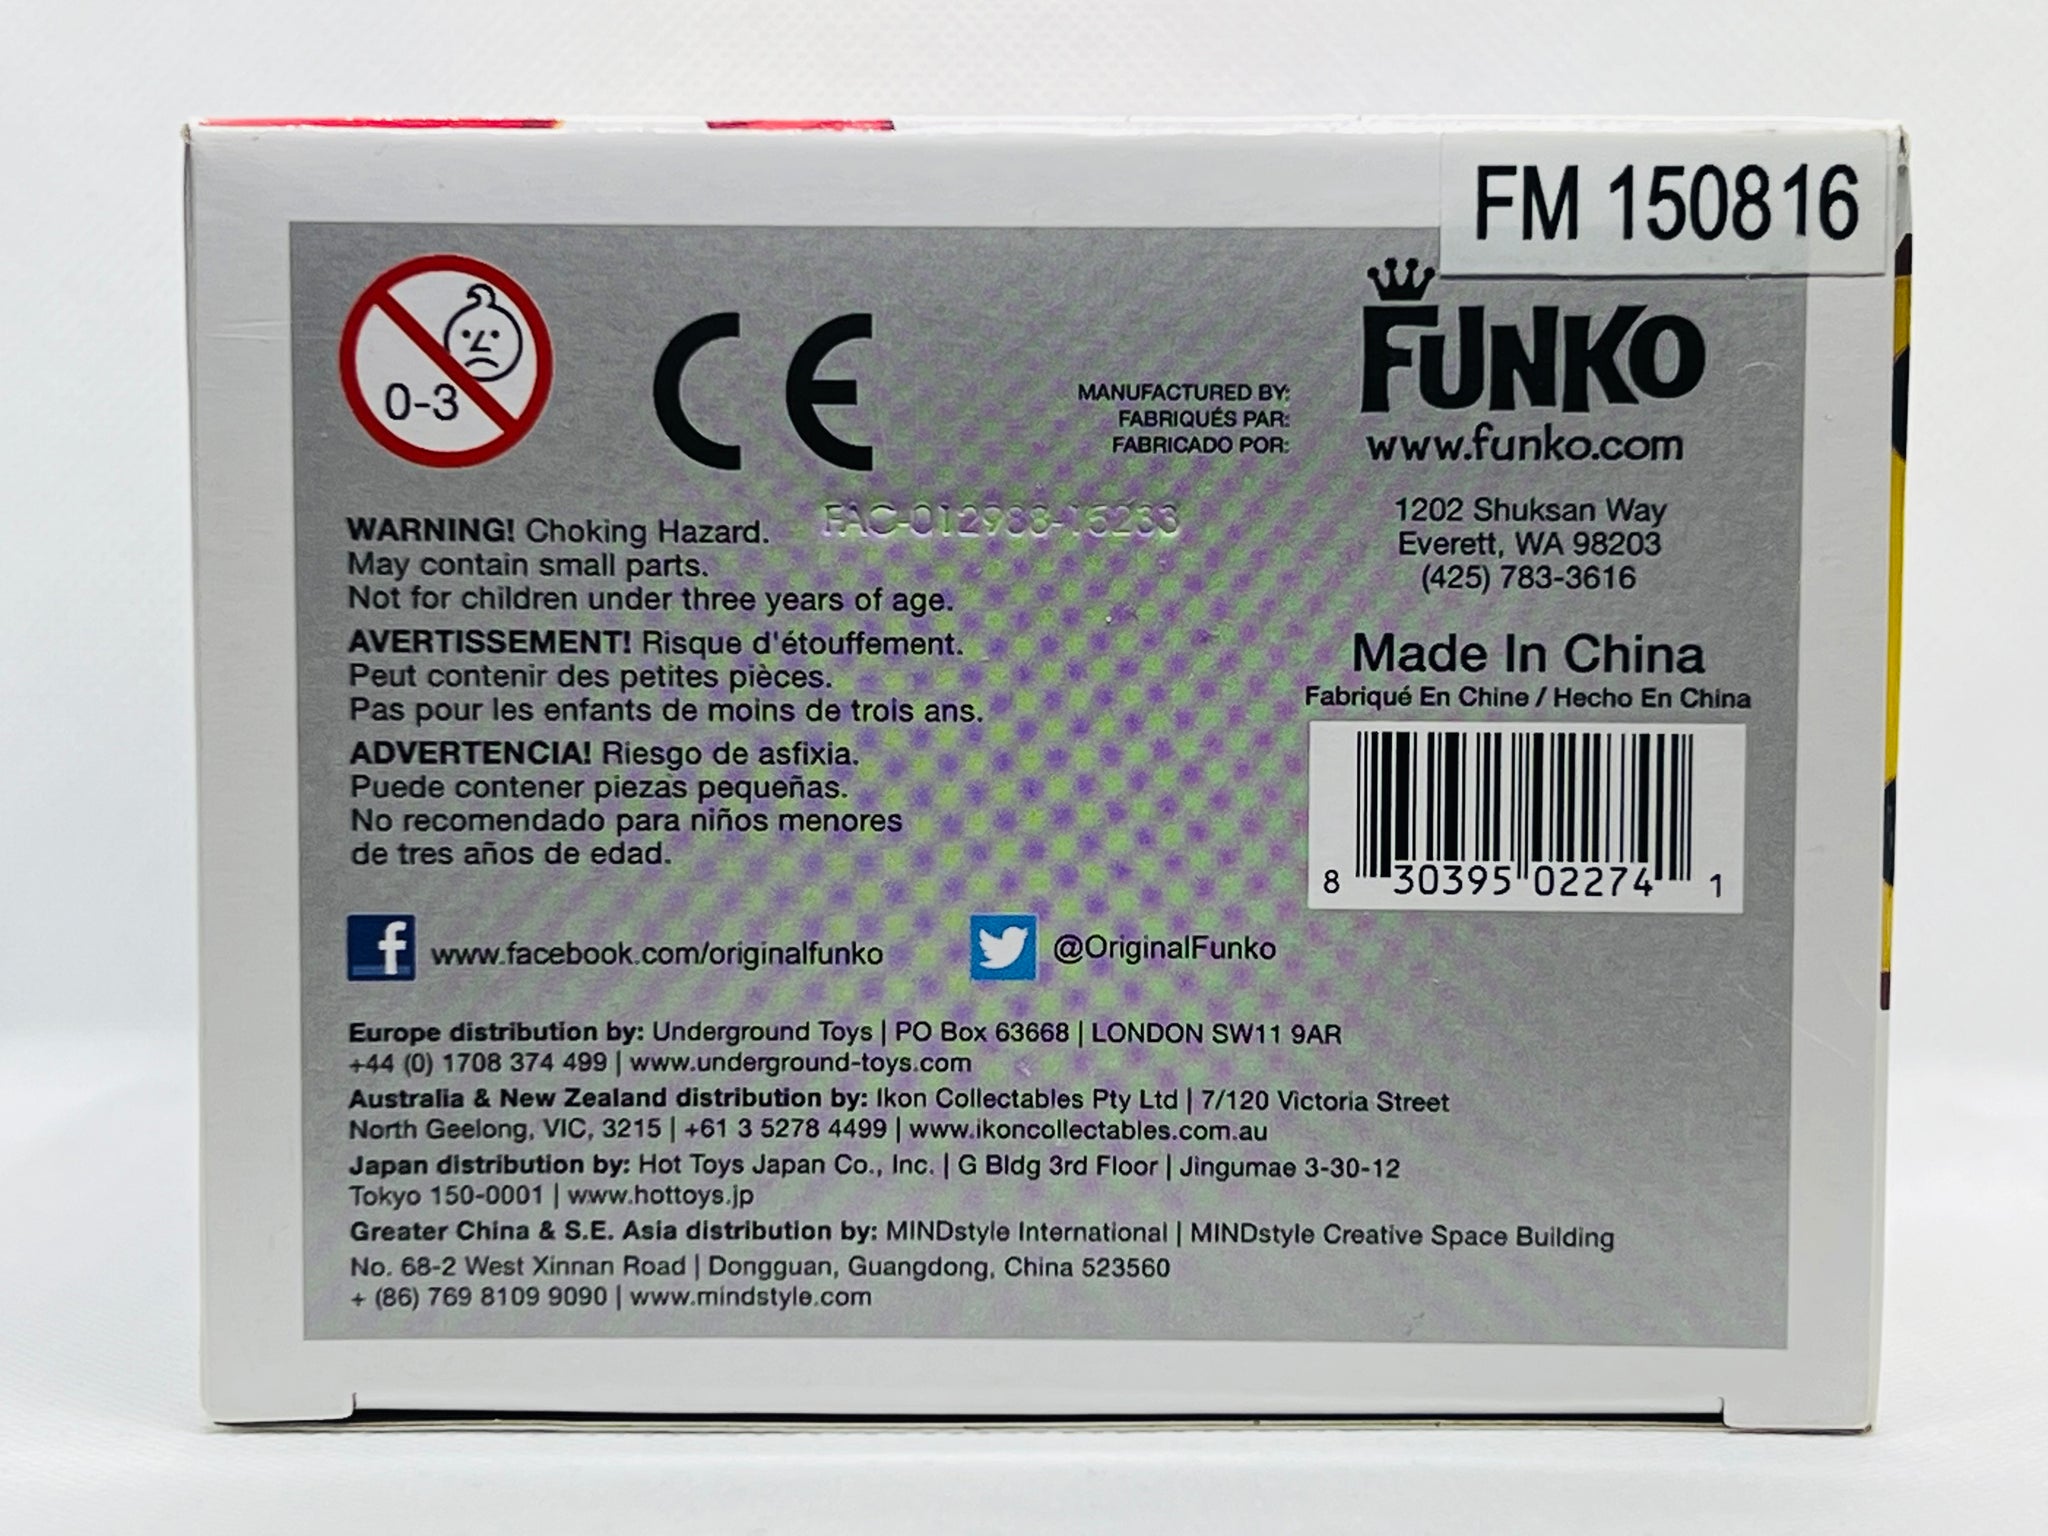 FM 150816
0-3
CE
MANUFACTURED BY:
FABRIQUÉS PAR:
FABRICADO POR:
FUNKO
www.funko.com
1202 Shuksan Way
Everett, WA 98203
(425) 783-3616
FAC-012988-15233
WARNING! Choking Hazard.
May contain small parts.
Not for children under three years of age.
AVERTISSEMENT! Risque d'étouffement.
Peut contenir des petites pièces.
Pas pour les enfants de moins de trois ans.
ADVERTENCIA! Riesgo de asfixia.
Puede contener piezas pequeñas.
No recomendado para niños menores
de tres años de edad.
Made In China
Fabriqué En Chine / Hecho En China
8 30395 02274 1
www.facebook.com/originalfunko
@OriginalFunko
Europe distribution by: Underground Toys | PO Box 63668 | LONDON SW11 9AR
+44 (0) 1708 374 499 | www.underground-toys.com
Australia & New Zealand distribution by: Ikon Collectables Pty Ltd | 7/120 Victoria Street
North Geelong, VIC, 3215 | +61 3 5278 4499 | www.ikoncollectables.com.au
Japan distribution by: Hot Toys Japan Co., Inc. | G Bldg 3rd Floor | Jingumae 3-30-12
Tokyo 150-0001 | www.hottoys.jp
Greater China & S.E. Asia distribution by: MINDstyle International | MINDstyle Creative Space Building
No. 68-2 West Xinnan Road | Dongguan, Guangdong, China 523560
+ (86) 769 8109 9090 | www.mindstyle.com